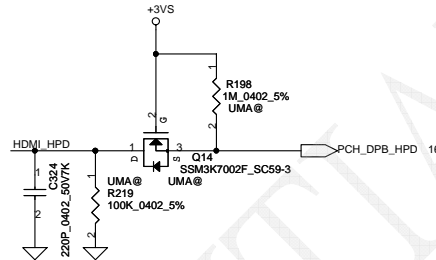 +3VS
1
R198
1M_0402_5%
UMA@
2
2
G
HDMI_HPD
1
D
S
3
Q14
SSM3K7002F_SC59-3
UMA@
PCH_DPB_HPD 16
1
C324
220P_0402_50V7K
2
1
UMA@
R219
100K_0402_5%
2